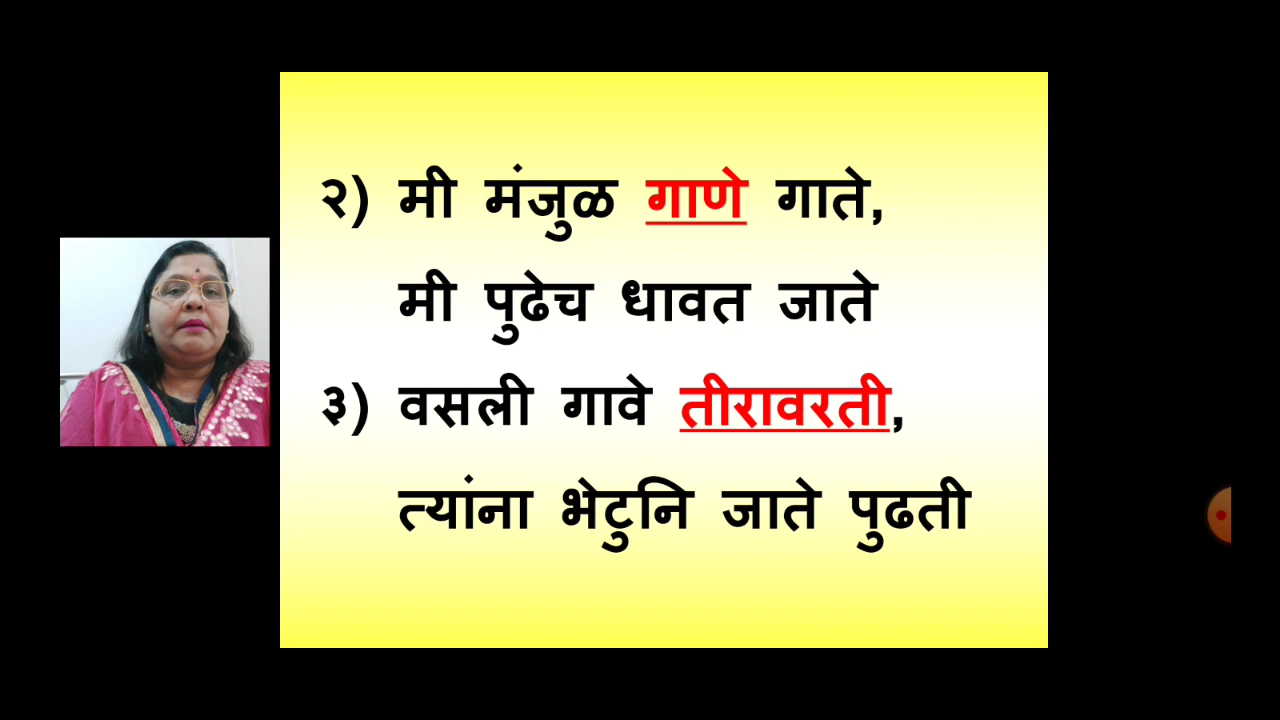 २) मी मंजुळ गाणे गाते,
मी पुढेच धावत जाते
३) वसली गावे तीरावरती,
त्यांना भेटुनि जाते पुढती